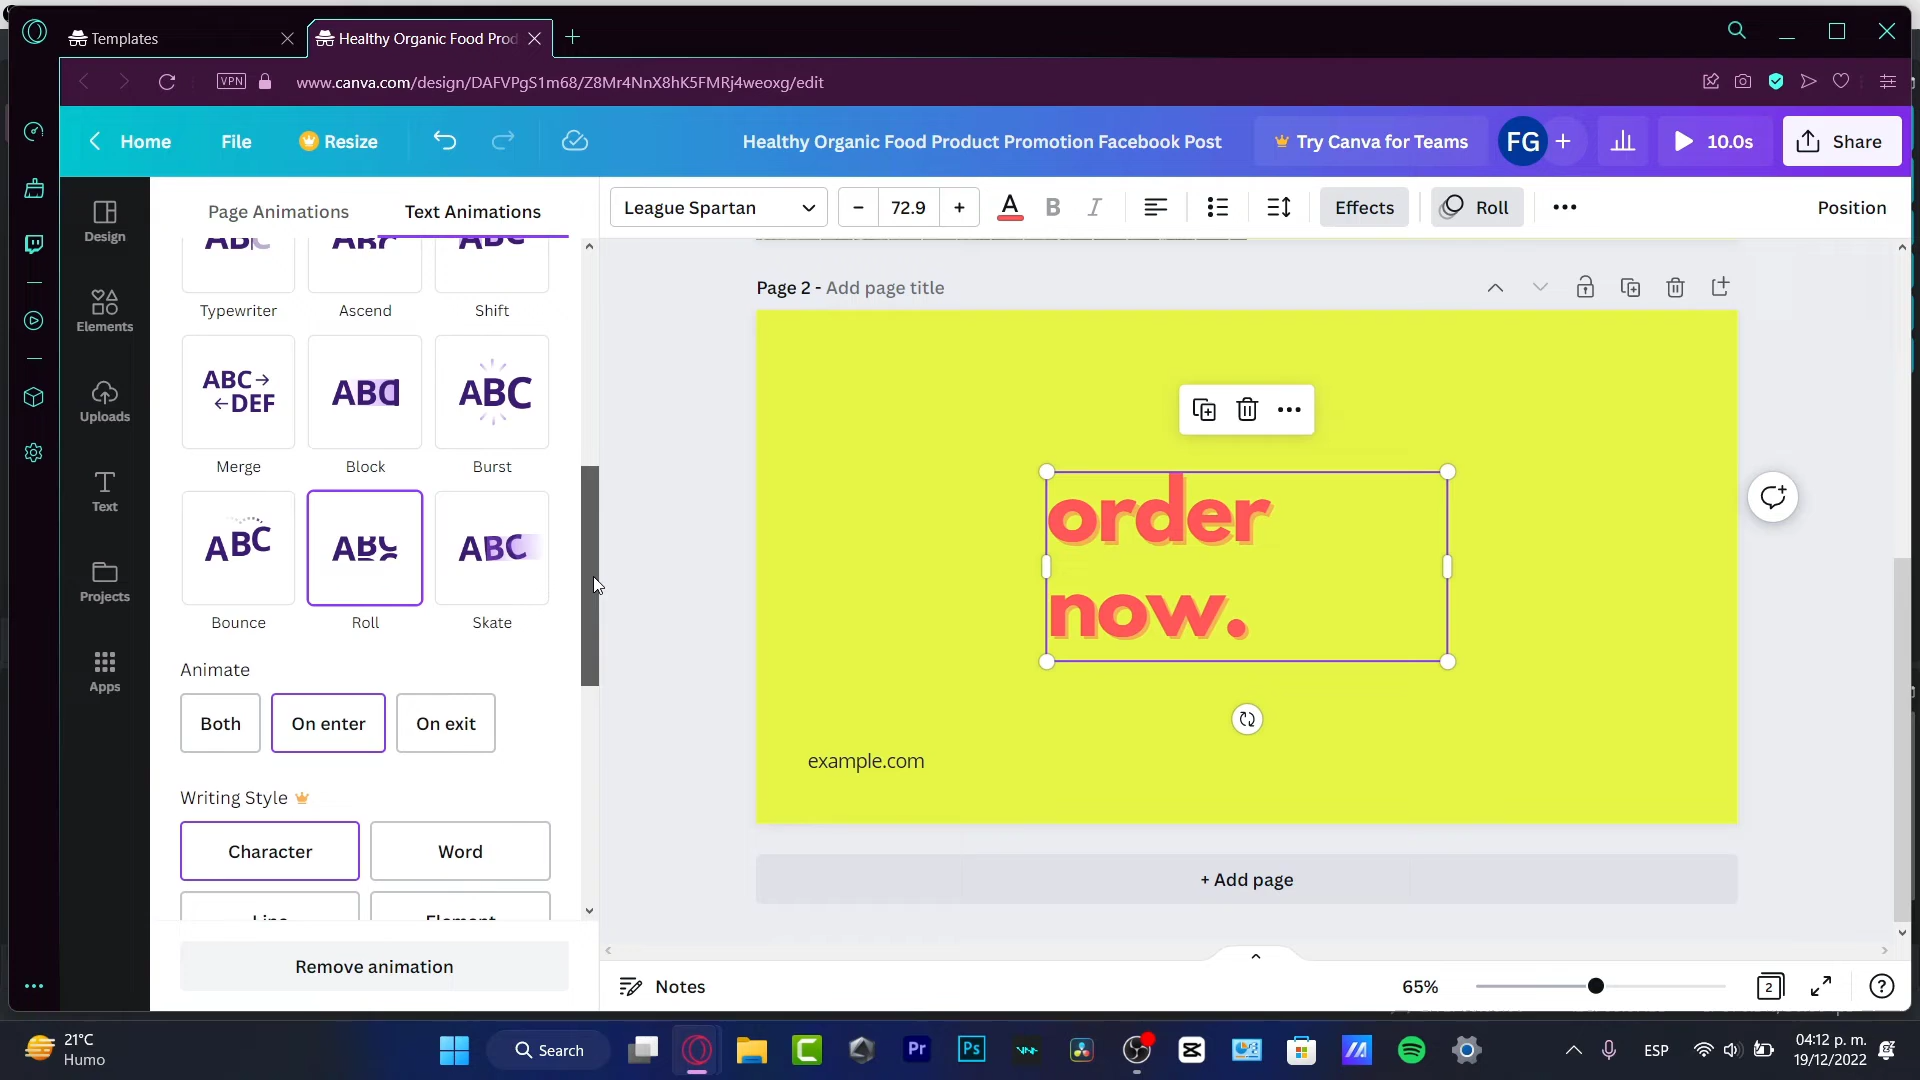 Templates
Healthy Organic Food Prod
VPN
www.canva.com/design/DAFVPgS1m68/Z8Mr4NnX8hK5FMRj4weoxg/edit
Home
File
Resize
Healthy Organic Food Product Promotion Facebook Post
Try Canva for Teams
FG
10.0s
Share
Page Animations
Text Animations
League Spartan
72.9
A
B
I
Effects
Roll
Position
Design
Elements
Uploads
Text
Projects
Apps
Typewriter
Ascend
Shift
ABC
DEF
ABC
Merge
Block
Burst
ABC
ABC
ABC
Bounce
Roll
Skate
Animate
Both
On enter
On exit
Writing Style
Character
Word
Line
Element
Remove animation
Page 2 - Add page title
order
now.
example.com
+ Add page
Notes
65%
2
21°C
Humo
Search
Pr
Ps
ESP
04:12 p. m.
19/12/2022